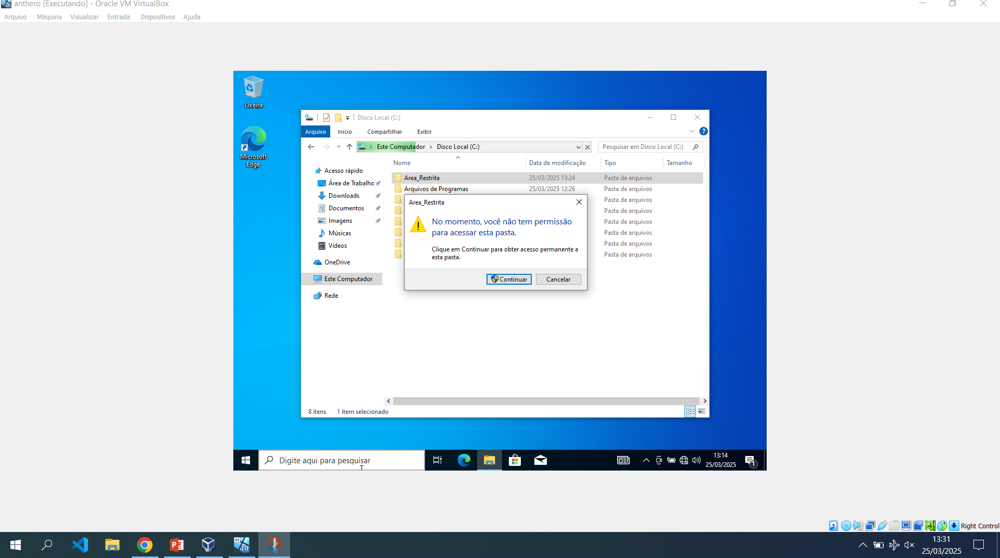 anthero [Executando] - Oracle VM VirtualBox
Arquivo Máquina Visualizar Entrada Dispositivos Ajuda
Lixeira
Microsoft
Edge
Disco Local (C:)
Arquivo Início Compartilhar Exibir
Este Computador Disco Local (C:) Pesquisar em Disco Local (C:)
Nome Data de modificação Tipo Tamanho
Acesso rápido
Área de Trabalho
Downloads
Documentos
Imagens
Músicas
Vídeos
OneDrive
Este Computador
Rede
Area_Restrita 25/03/2025 13:24 Pasta de arquivos
Arquivos de Programas 25/03/2025 12:26 Pasta de arquivos
Pasta de arquivos
Pasta de arquivos
Pasta de arquivos
Pasta de arquivos
Pasta de arquivos
Pasta de arquivos
Area_Restrita
No momento, você não tem permissão
para acessar esta pasta.
Clique em Continuar para obter acesso permanente a
esta pasta.
Continuar Cancelar
8 itens 1 item selecionado
Digite aqui para pesquisar
13:14
25/03/2025
1
Right Control
64
10
13:31
25/03/2025